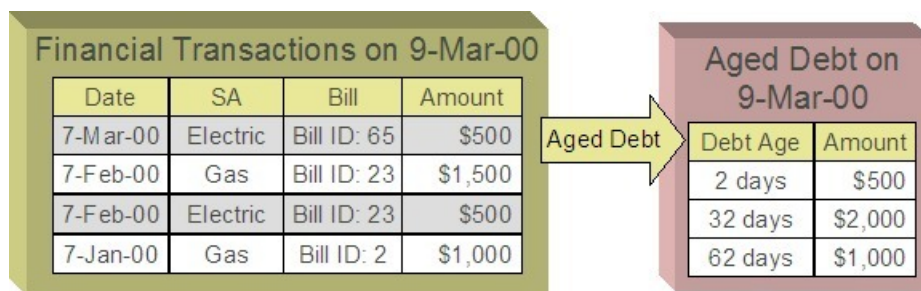 Financial Transactions on 9-Mar-00
Date SA Bill Amount
7-Mar-00 Electric Bill ID: 65 $500
7-Feb-00 Gas Bill ID: 23 $1,500
7-Feb-00 Electric Bill ID: 23 $500
7-Jan-00 Gas Bill ID: 2 $1,000
Aged Debt
Aged Debt on
9-Mar-00
Debt Age Amount
2 days $500
32 days $2,000
62 days $1,000